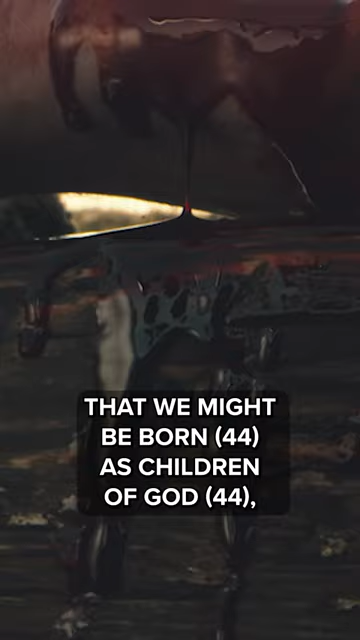 THAT WE MIGHT
BE BORN (44)
AS CHILDREN
OF GOD (44),